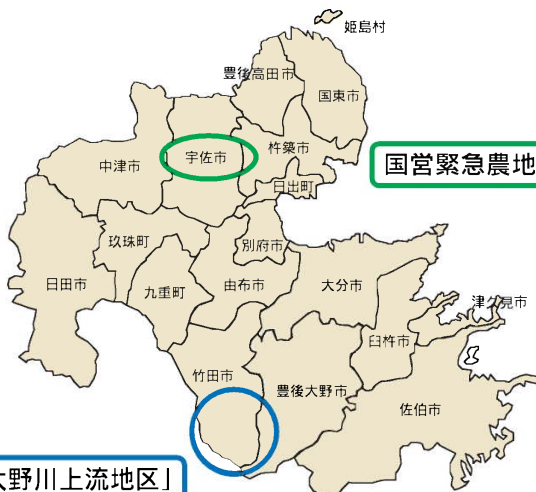 姫島村
豊後高田市
国東市
宇佐市
杵築市
中津市
国営緊急農地
日出町
玖珠町
別府市
日田市
九重町
由布市
大分市
津久見市
臼杵市
竹田市
豊後大野市
佐伯市
大野川上流地区」